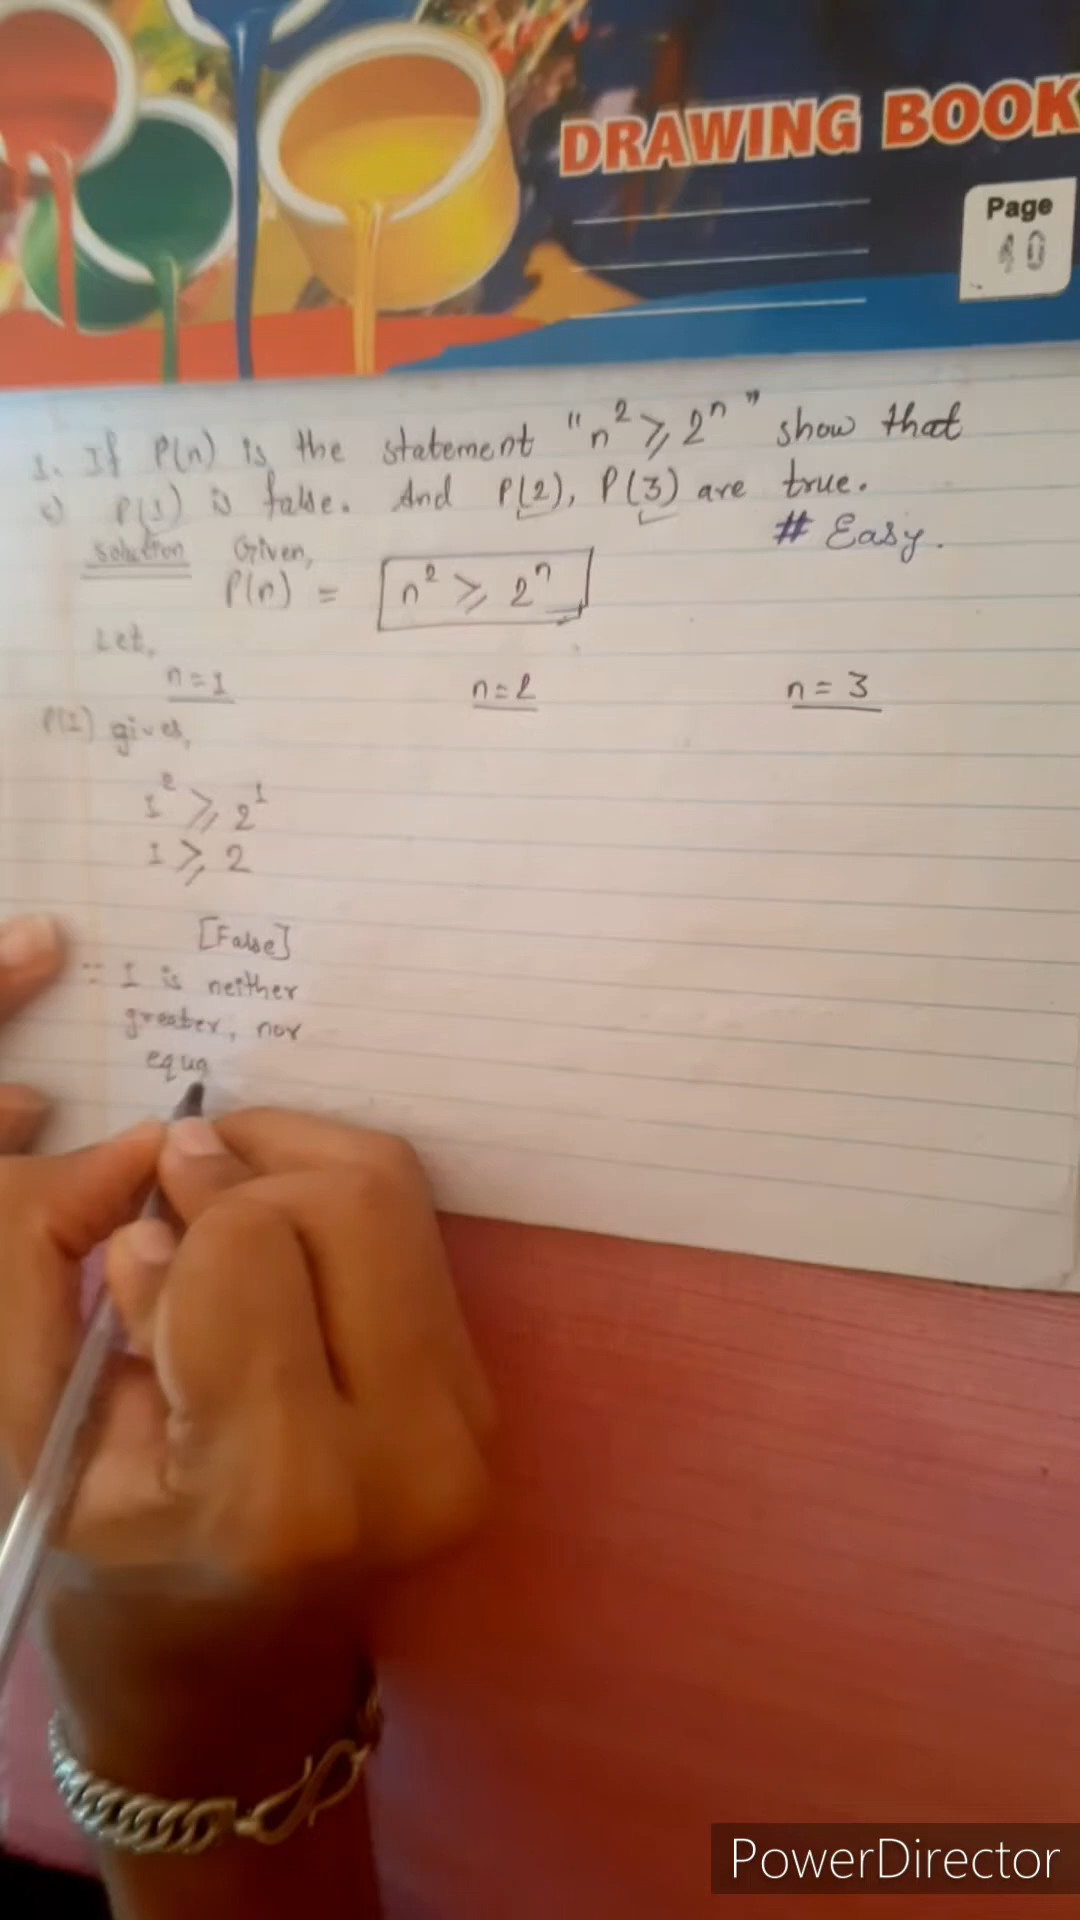 DRAWING BOOK
Page
10
1. If P(n) is the statement "n² ⩾ 2ⁿ" show that
c) P(1) is false. And P(2), P(3) are true.
# Easy.
solution Given,
P(n) = n² ⩾ 2ⁿ
Let,
n=1 n=2 n=3
P(1) gives,
1² ⩾ 2¹
1 ⩾ 2
[False]
∵ 1 is neither
greater, nor
equa
PowerDirector